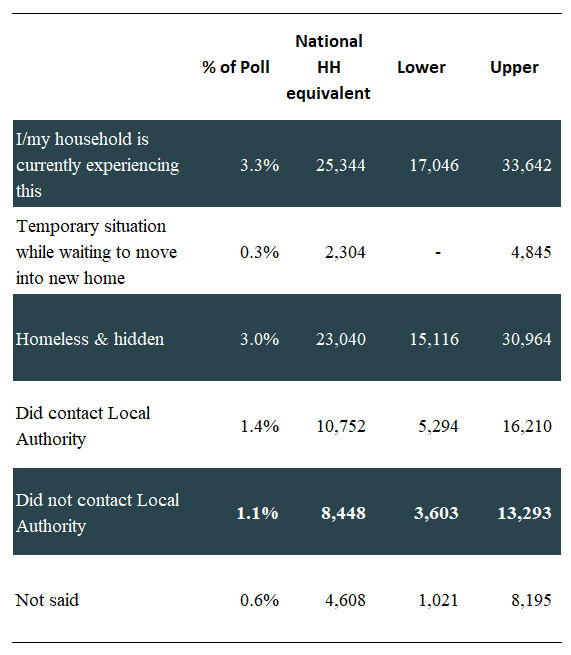 National
% of Poll HH Lower Upper
equivalent
I/my household is
currently experiencing 3.3% 25,344 17,046 33,642
this
Temporary situation
while waiting to move 0.3% 2,304 - 4,845
into new home
Homeless & hidden 3.0% 23,040 15,116 30,964
Did contact Local
Authority 1.4% 10,752 5,294 16,210
Did not contact Local
Authority 1.1% 8,448 3,603 13,293
Not said 0.6% 4,608 1,021 8,195